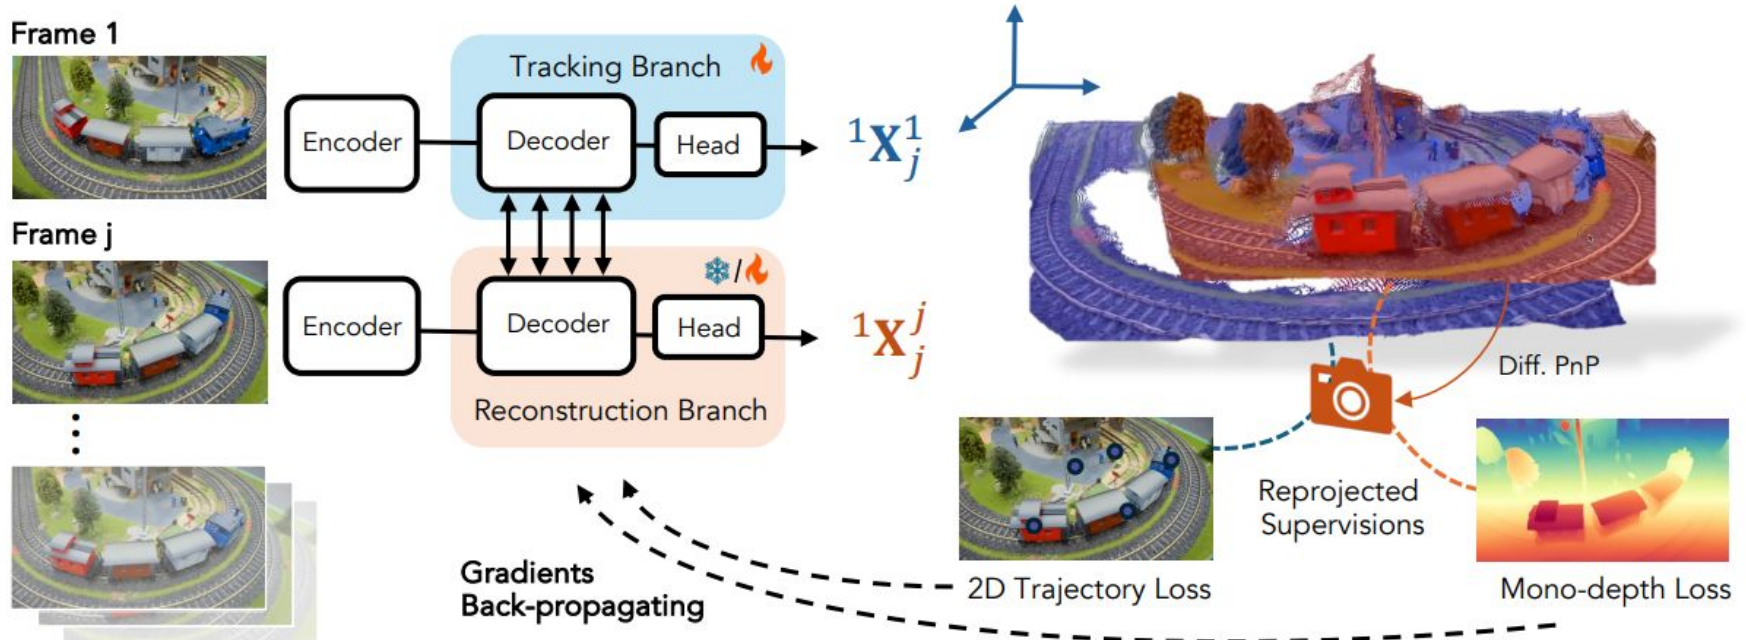 Frame 1
Encoder
Tracking Branch
Decoder
Head
¹X¹ⱼ
Frame j
Encoder
Decoder
Head
Reconstruction Branch
¹Xʲⱼ
Diff. PnP
Reprojected
Supervisions
2D Trajectory Loss
Mono-depth Loss
Gradients
Back-propagating